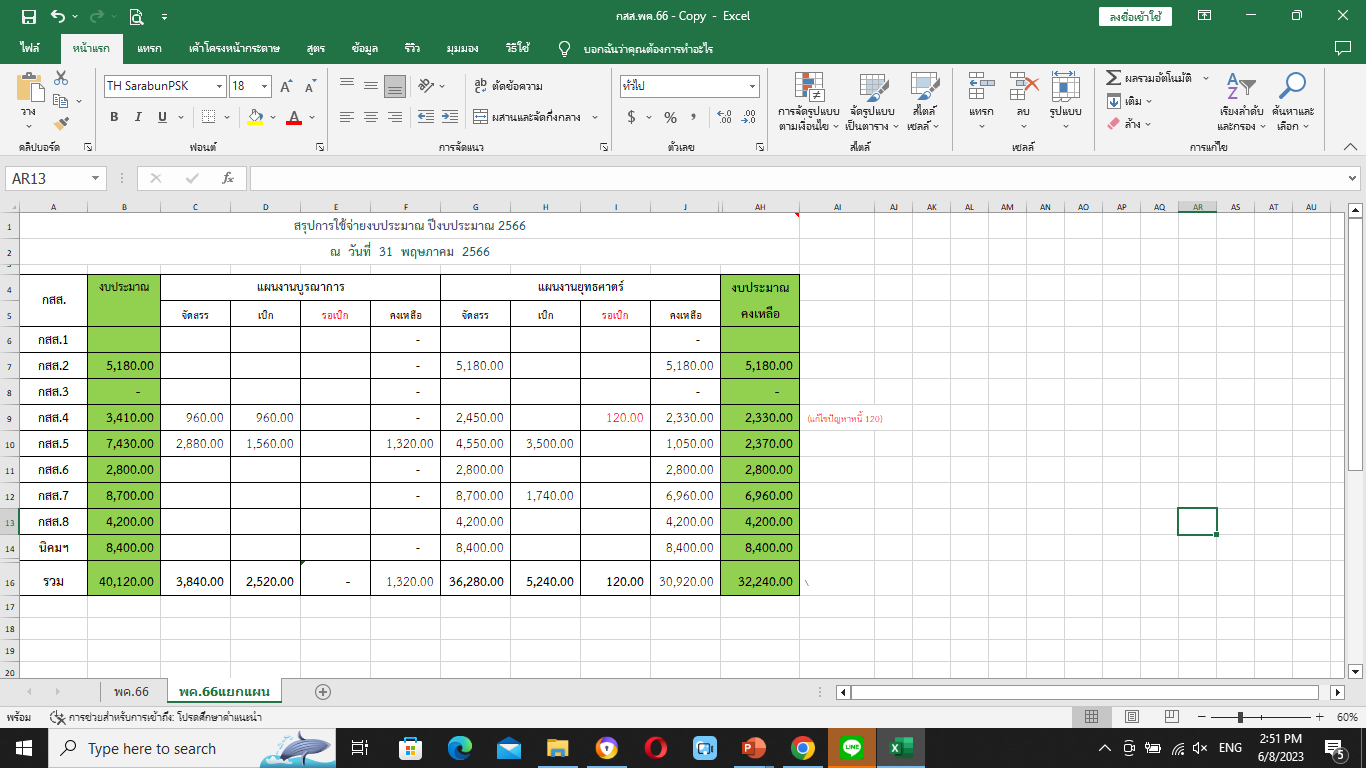 กสส.พค.66 - Copy - Excel
ลงชื่อเข้าใช้
ไฟล์ หน้าแรก แทรก เค้าโครงหน้ากระดาษ สูตร ข้อมูล รีวิว มุมมอง วิธีใช้ บอกฉันว่าคุณต้องการทำอะไร
วาง
คลิปบอร์ด
TH SarabunPSK 18
B I U
ฟอนต์
ตัดข้อความ
ผสานและจัดกึ่งกลาง
การจัดแนว
ทั่วไป
$ % ,
ตัวเลข
การจัดรูปแบบ
ตามเงื่อนไข
จัดรูปแบบ
เป็นตาราง
สไตล์
เซลล์
สไตล์
แทรก ลบ รูปแบบ
เซลล์
ผลรวมอัตโนมัติ
เติม
ล้าง
เรียงลำดับ
และกรอง
ค้นหาและ
เลือก
การแก้ไข
AR13
fx
A B C D E F G H I J AH AI AJ AK AL AM AN AO AP AQ AR AS AT AU
1 สรุปการใช้จ่ายงบประมาณ ปีงบประมาณ 2566
2 ณ วันที่ 31 พฤษภาคม 2566
4 กสส. งบประมาณ แผนงานบูรณาการ แผนงานยุทธศาตร์ งบประมาณ
5 จัดสรร เบิก รอเบิก คงเหลือ จัดสรร เบิก รอเบิก คงเหลือ คงเหลือ
6 กสส.1 - -
7 กสส.2 5,180.00 - 5,180.00 5,180.00 5,180.00
8 กสส.3 - - - -
9 กสส.4 3,410.00 960.00 960.00 - 2,450.00 120.00 2,330.00 2,330.00 (แก้ไขปัญหาหนี้ 120)
10 กสส.5 7,430.00 2,880.00 1,560.00 1,320.00 4,550.00 3,500.00 1,050.00 2,370.00
11 กสส.6 2,800.00 - 2,800.00 2,800.00 2,800.00
12 กสส.7 8,700.00 - 8,700.00 1,740.00 6,960.00 6,960.00
13 กสส.8 4,200.00 4,200.00 4,200.00 4,200.00
14 นิคมฯ 8,400.00 - 8,400.00 8,400.00 8,400.00
16 รวม 40,120.00 3,840.00 2,520.00 - 1,320.00 36,280.00 5,240.00 120.00 30,920.00 32,240.00 \
17
18
19
20
พค.66 พค.66แยกแผน
พร้อม การช่วยสำหรับการเข้าถึง: โปรดศึกษาคำแนะนำ 60%
Type here to search
ENG
2:51 PM
6/8/2023
5